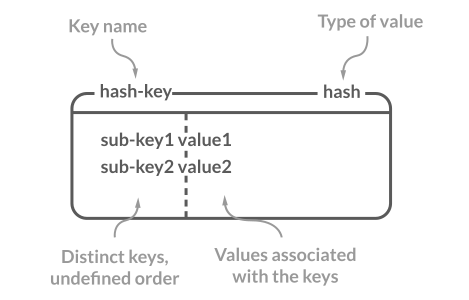 Key name
Type of value
hash-key
hash
sub-key1 value1
sub-key2 value2
Distinct keys,
undefined order
Values associated
with the keys